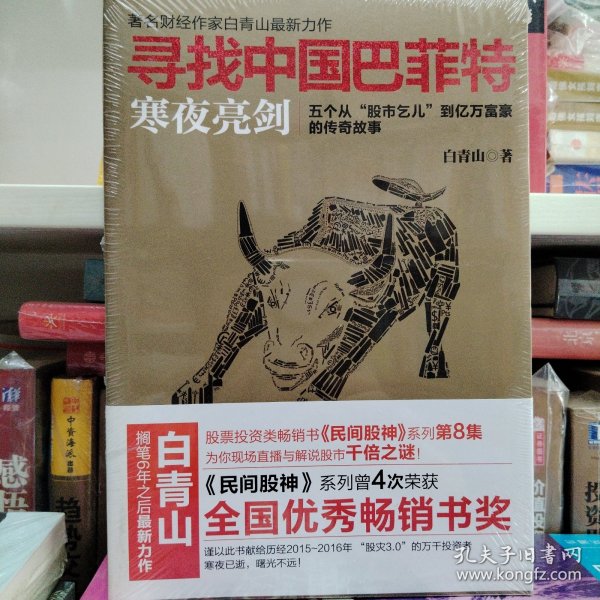 著名财经作家白青山最新力作
寻找中国巴菲特
寒夜亮剑
五个从“股市乞儿”到亿万富豪
的传奇故事
白青山◎著
白青山
搁笔6年之后最新力作
股票投资类畅销书《民间股神》系列第8集
为你现场直播与解说股市千倍之谜！
《民间股神》系列曾4次荣获
全国优秀畅销书奖
谨以此书献给历经2015~2016年“股灾3.0”的万千投资者
寒夜已逝，曙光不远！
中资海派
趋势
感悟
孔夫子旧书网
www.kongfz.com